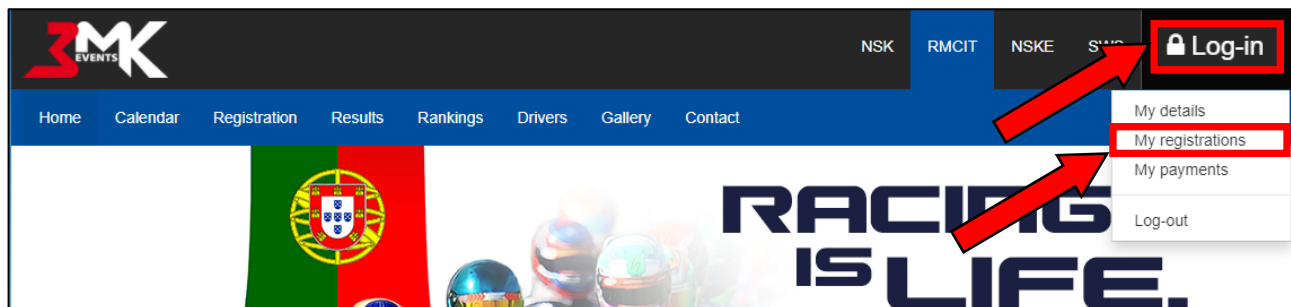 3MK
EVENTS
NSK RMCIT NSKE
Log-in
Home Calendar Registration Results Rankings Drivers Gallery Contact
My details
My registrations
My payments
Log-out
RACING
IS LIFE.